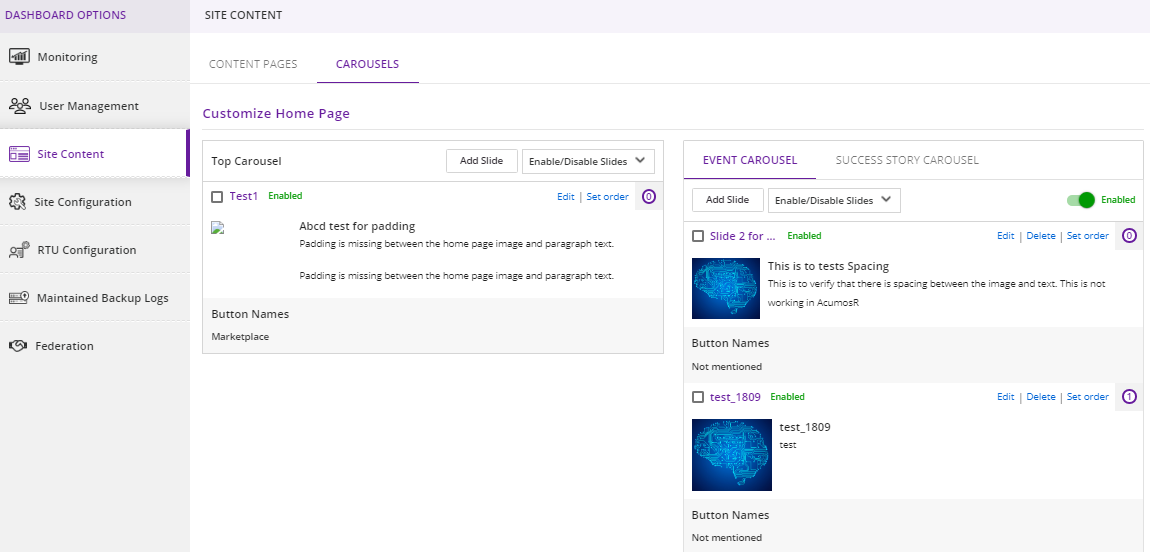 DASHBOARD OPTIONS
Monitoring
User Management
Site Content
Site Configuration
RTU Configuration
Maintained Backup Logs
Federation
SITE CONTENT
CONTENT PAGES
CAROUSELS
Customize Home Page
Top Carousel
Add Slide
Enable/Disable Slides
Test1 Enabled
Edit | Set order
0
Abcd test for padding
Padding is missing between the home page image and paragraph text.
Padding is missing between the home page image and paragraph text.
Button Names
Marketplace
EVENT CAROUSEL
SUCCESS STORY CAROUSEL
Add Slide
Enable/Disable Slides
Enabled
Slide 2 for ... Enabled
Edit | Delete | Set order
0
This is to tests Spacing
This is to verify that there is spacing between the image and text. This is not
working in AcumosR
Button Names
Not mentioned
test_1809 Enabled
Edit | Delete | Set order
1
test_1809
test
Button Names
Not mentioned